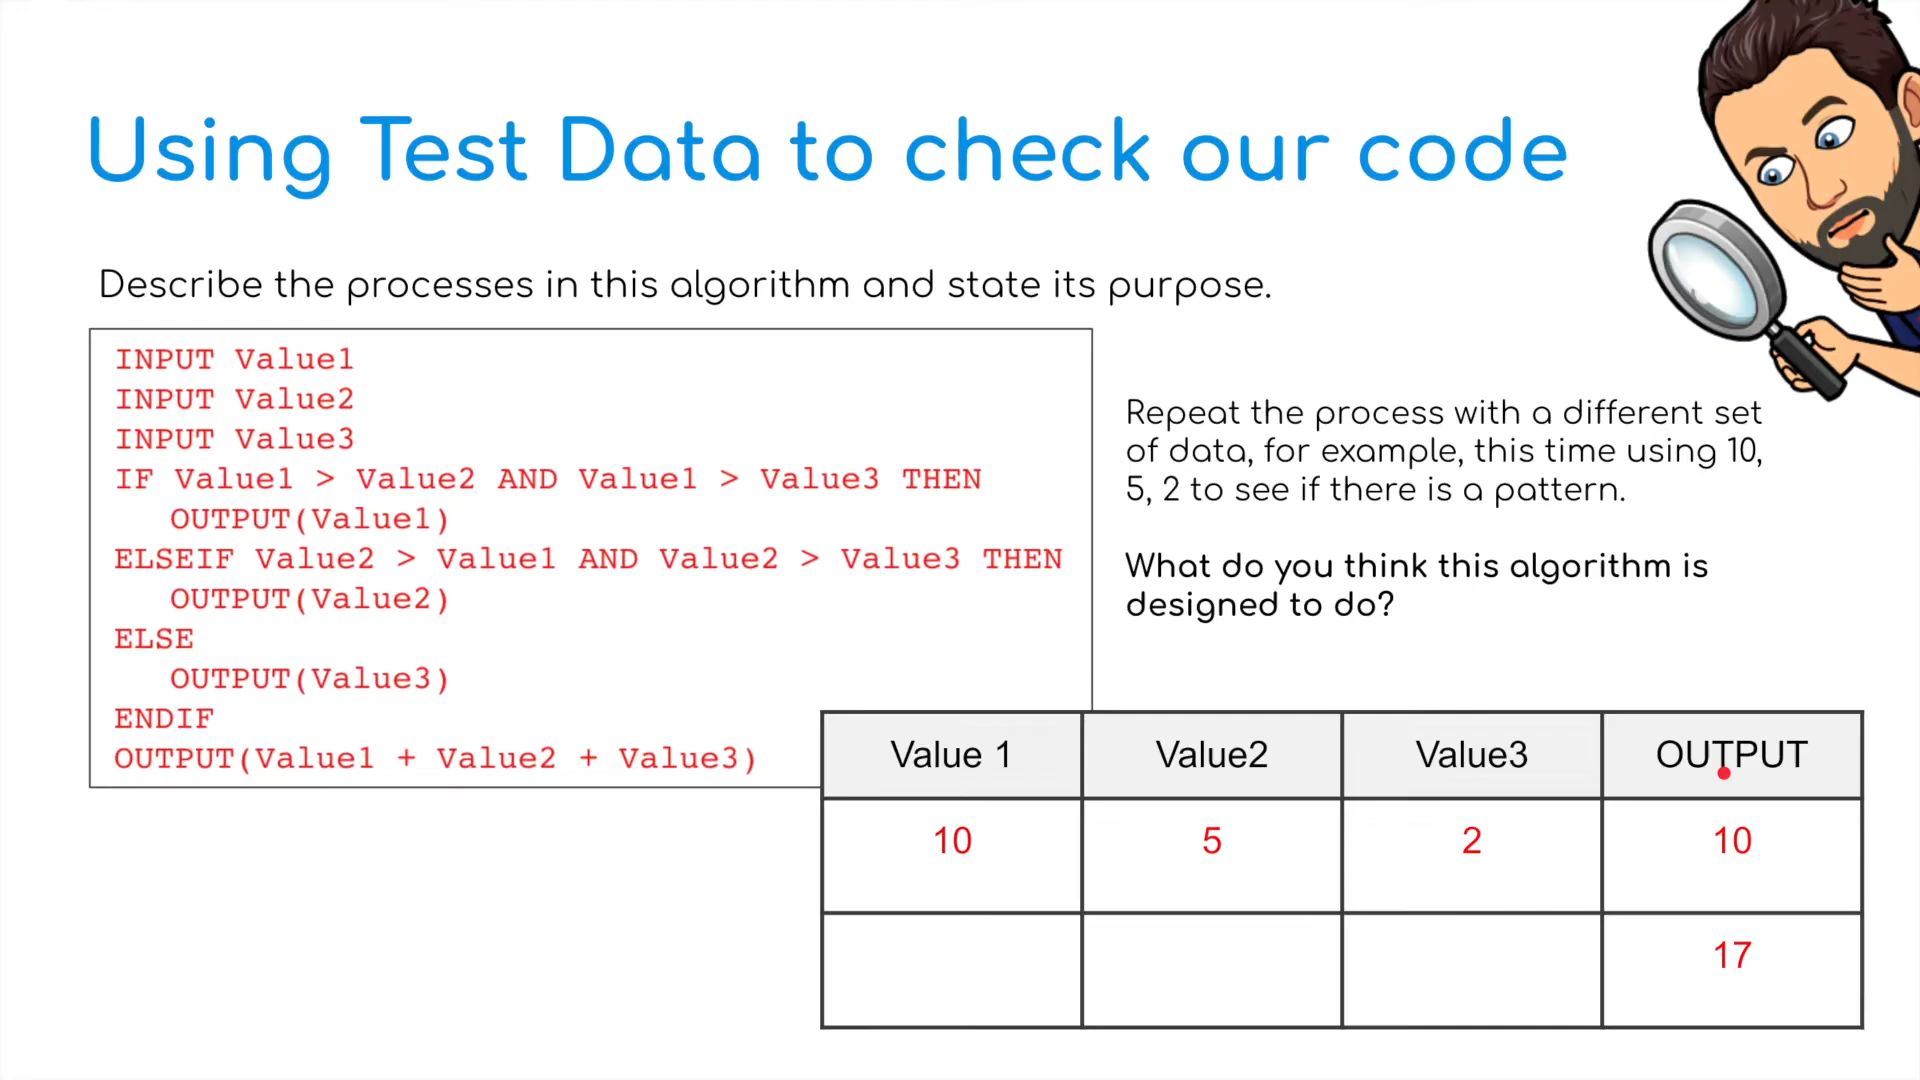 Using Test Data to check our code
Describe the processes in this algorithm and state its purpose.
INPUT Value1
INPUT Value2
INPUT Value3
IF Value1 > Value2 AND Value1 > Value3 THEN
OUTPUT(Value1)
ELSEIF Value2 > Value1 AND Value2 > Value3 THEN
OUTPUT(Value2)
ELSE
OUTPUT(Value3)
ENDIF
OUTPUT(Value1 + Value2 + Value3)
Repeat the process with a different set
of data, for example, this time using 10,
5, 2 to see if there is a pattern.
What do you think this algorithm is
designed to do?
Value 1 Value2 Value3 OUTPUT
10 5 2 10
17